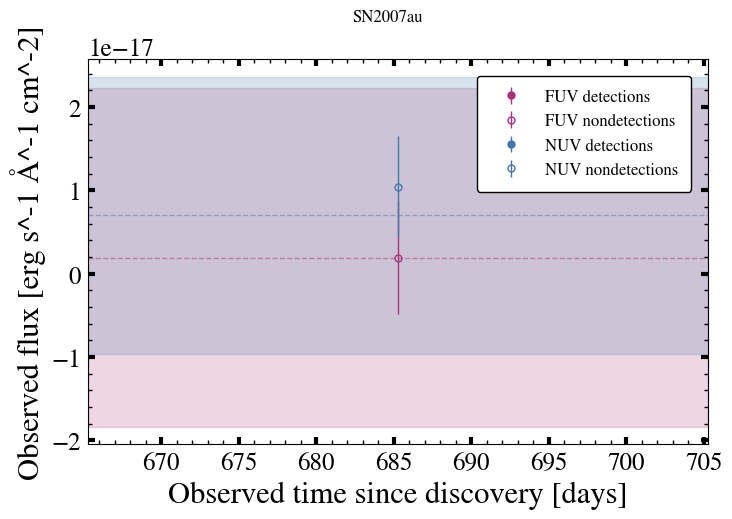 SN2007au
1e−17
Observed flux [erg s^-1 Å^-1 cm^-2]
2
1
0
−1
−2
FUV detections
FUV nondetections
NUV detections
NUV nondetections
670 675 680 685 690 695 700 705
Observed time since discovery [days]